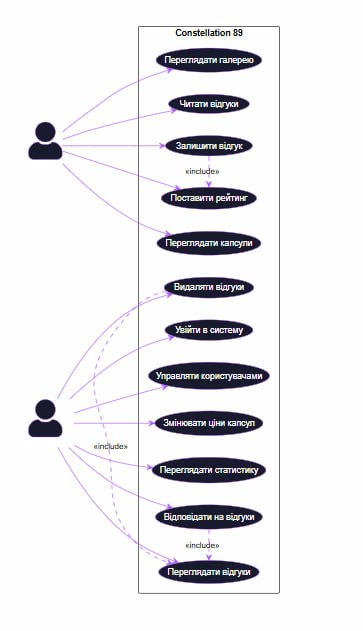 Constellation 89
Переглядати галерею
Читати відгуки
Залишити відгук
«include»
Поставити рейтинг
Переглядати капсули
Видаляти відгуки
Увійти в систему
Управляти користувачами
Змінювати ціни капсул
«include»
Переглядати статистику
Відповідати на відгуки
«include»
Переглядати відгуки